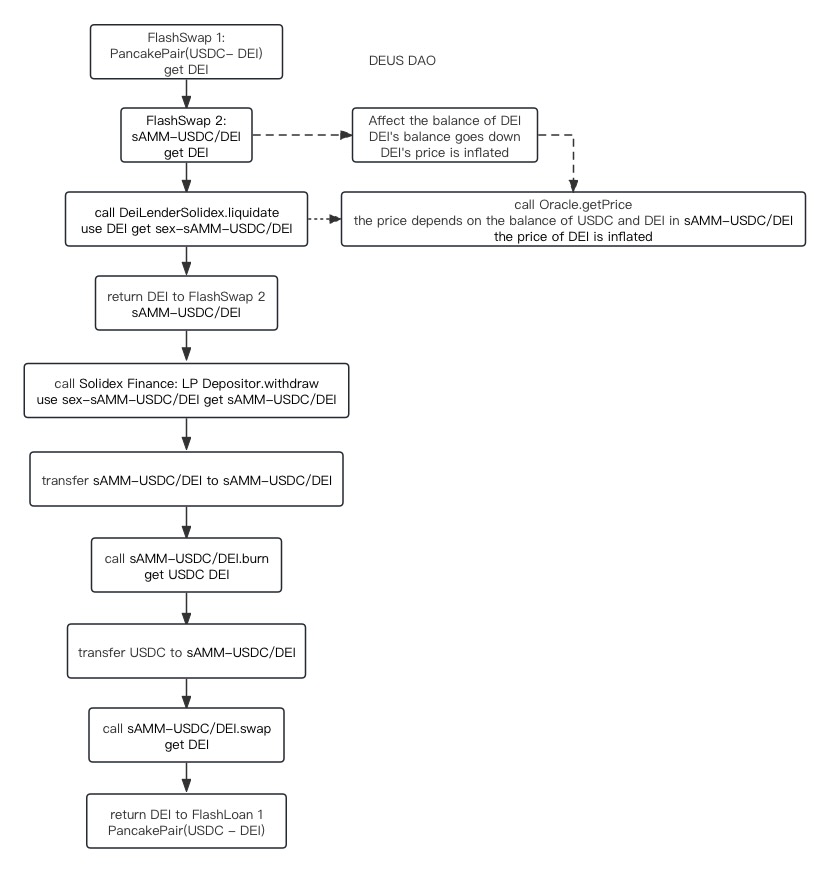 FlashSwap 1:
PancakePair(USDC- DEI)
get DEI
DEUS DAO
FlashSwap 2:
sAMM-USDC/DEI
get DEI
Affect the balance of DEI
DEI's balance goes down
DEI's price is inflated
call DeiLenderSolidex.liquidate
use DEI get sex-sAMM-USDC/DEI
call Oracle.getPrice
the price depends on the balance of USDC and DEI in sAMM-USDC/DEI
the price of DEI is inflated
return DEI to FlashSwap 2
sAMM-USDC/DEI
call Solidex Finance: LP Depositor.withdraw
use sex-sAMM-USDC/DEI get sAMM-USDC/DEI
transfer sAMM-USDC/DEI to sAMM-USDC/DEI
call sAMM-USDC/DEI.burn
get USDC DEI
transfer USDC to sAMM-USDC/DEI
call sAMM-USDC/DEI.swap
get DEI
return DEI to FlashLoan 1
PancakePair(USDC - DEI)